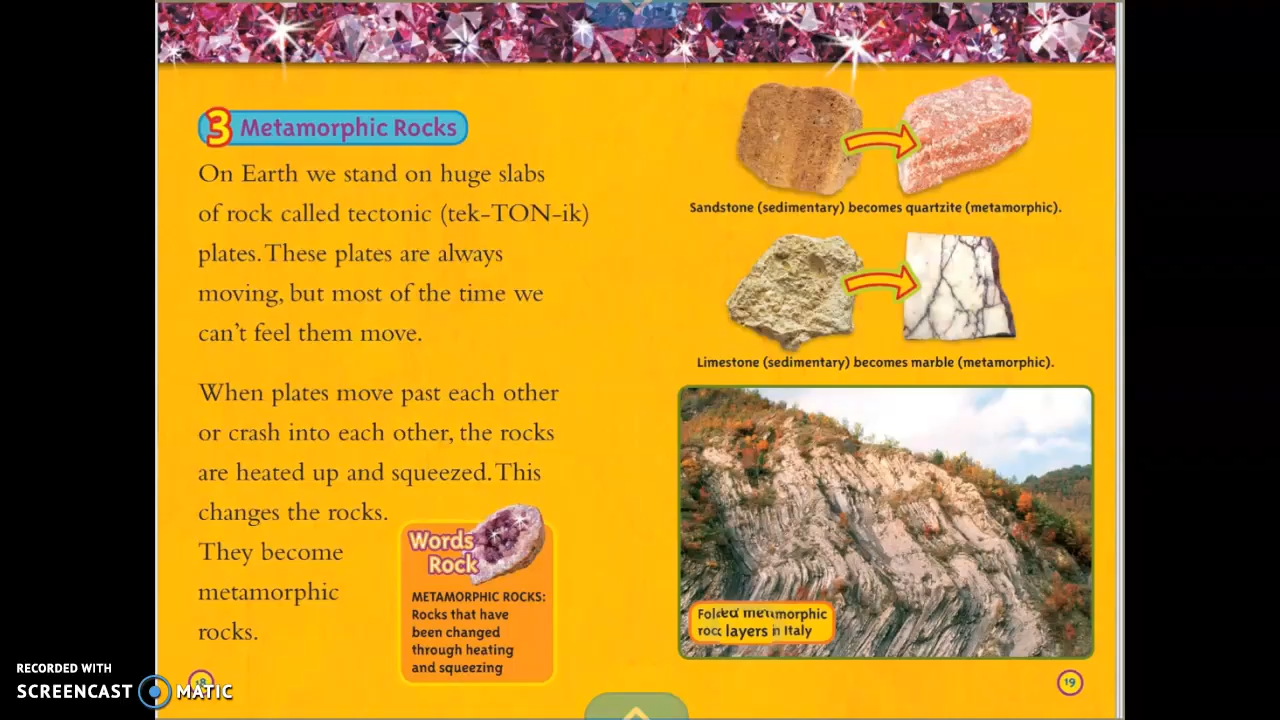 3 Metamorphic Rocks
On Earth we stand on huge slabs
of rock called tectonic (tek-TON-ik)
plates. These plates are always
moving, but most of the time we
can't feel them move.
When plates move past each other
or crash into each other, the rocks
are heated up and squeezed. This
changes the rocks.
They become
metamorphic
rocks.
Words
Rock
METAMORPHIC ROCKS:
Rocks that have
been changed
through heating
and squeezing
18
Sandstone (sedimentary) becomes quartzite (metamorphic).
Limestone (sedimentary) becomes marble (metamorphic).
Folded metamorphic
rock layers in Italy
19
RECORDED WITH
SCREENCAST MATIC